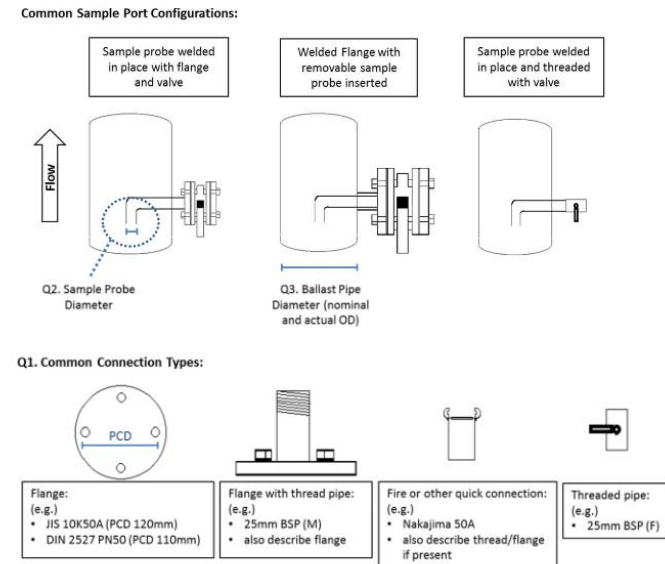 Common Sample Port Configurations:
Sample probe welded
in place with flange
and valve
Welded Flange with
removable sample
probe inserted
Sample probe welded
in place and threaded
with valve
Flow
Q2. Sample Probe
Diameter
Q3. Ballast Pipe
Diameter (nominal
and actual OD)
Q1. Common Connection Types:
PCD
Flange:
(e.g.)
• JIS 10K50A (PCD 120mm)
• DIN 2527 PN50 (PCD 110mm)
Flange with thread pipe:
(e.g.)
• 25mm BSP (M)
• also describe flange
Fire or other quick connection:
(e.g.)
• Nakajima 50A
• also describe thread/flange
if present
Threaded pipe:
(e.g.)
• 25mm BSP (F)